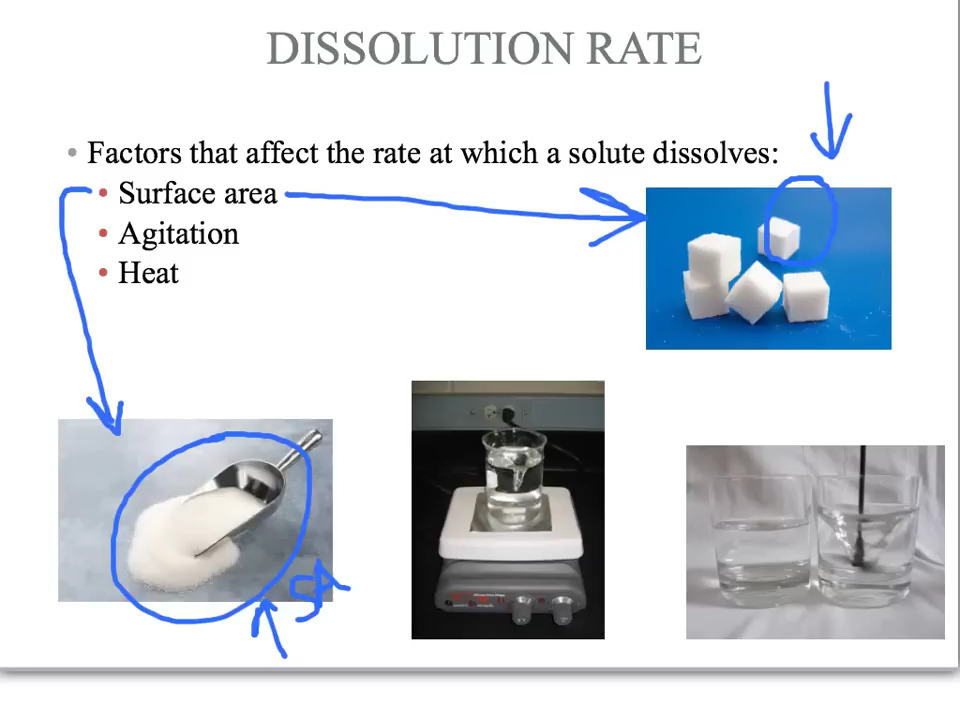 DISSOLUTION RATE
• Factors that affect the rate at which a solute dissolves:
• Surface area
• Agitation
• Heat
SA